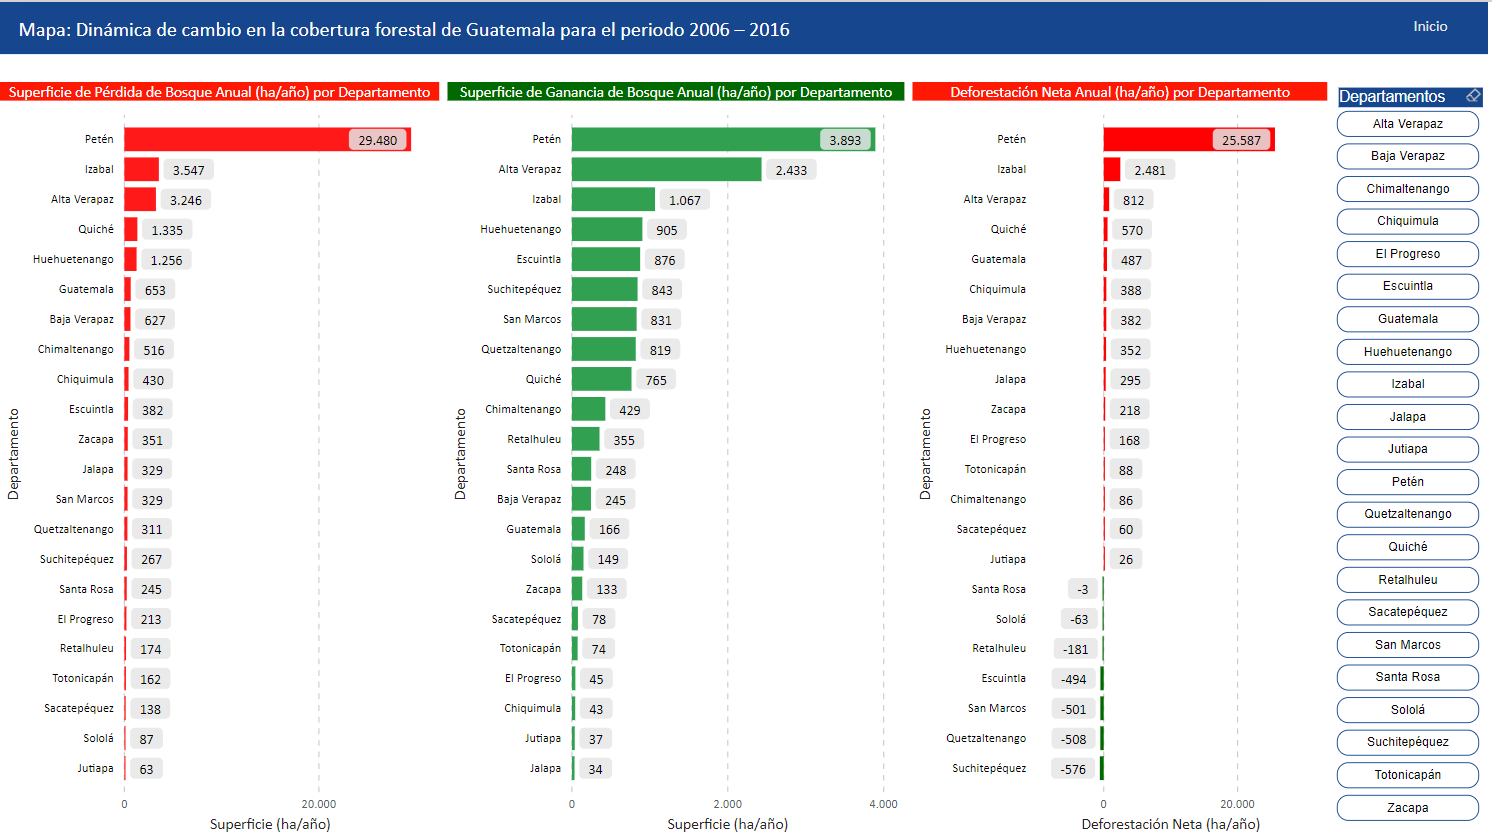 Mapa: Dinámica de cambio en la cobertura forestal de Guatemala para el periodo 2006 – 2016
Inicio
Superficie de Pérdida de Bosque Anual (ha/año) por Departamento
Departamento
Petén 29.480
Izabal 3.547
Alta Verapaz 3.246
Quiché 1.335
Huehuetenango 1.256
Guatemala 653
Baja Verapaz 627
Chimaltenango 516
Chiquimula 430
Escuintla 382
Zacapa 351
Jalapa 329
San Marcos 329
Quetzaltenango 311
Suchitepéquez 267
Santa Rosa 245
El Progreso 213
Retalhuleu 174
Totonicapán 162
Sacatepéquez 138
Sololá 87
Jutiapa 63
0 20.000
Superficie (ha/año)
Superficie de Ganancia de Bosque Anual (ha/año) por Departamento
Departamento
Petén 3.893
Alta Verapaz 2.433
Izabal 1.067
Huehuetenango 905
Escuintla 876
Suchitepéquez 843
San Marcos 831
Quetzaltenango 819
Quiché 765
Chimaltenango 429
Retalhuleu 355
Santa Rosa 248
Baja Verapaz 245
Guatemala 166
Sololá 149
Zacapa 133
Sacatepéquez 78
Totonicapán 74
El Progreso 45
Chiquimula 43
Jutiapa 37
Jalapa 34
0 2.000 4.000
Superficie (ha/año)
Deforestación Neta Anual (ha/año) por Departamento
Departamento
Petén 25.587
Izabal 2.481
Alta Verapaz 812
Quiché 570
Guatemala 487
Chiquimula 388
Baja Verapaz 382
Huehuetenango 352
Jalapa 295
Zacapa 218
El Progreso 168
Totonicapán 88
Chimaltenango 86
Sacatepéquez 60
Jutiapa 26
Santa Rosa -3
Sololá -63
Retalhuleu -181
Escuintla -494
San Marcos -501
Quetzaltenango -508
Suchitepéquez -576
0 20.000
Deforestación Neta (ha/año)
Departamentos
Alta Verapaz
Baja Verapaz
Chimaltenango
Chiquimula
El Progreso
Escuintla
Guatemala
Huehuetenango
Izabal
Jalapa
Jutiapa
Petén
Quetzaltenango
Quiché
Retalhuleu
Sacatepéquez
San Marcos
Santa Rosa
Sololá
Suchitepéquez
Totonicapán
Zacapa